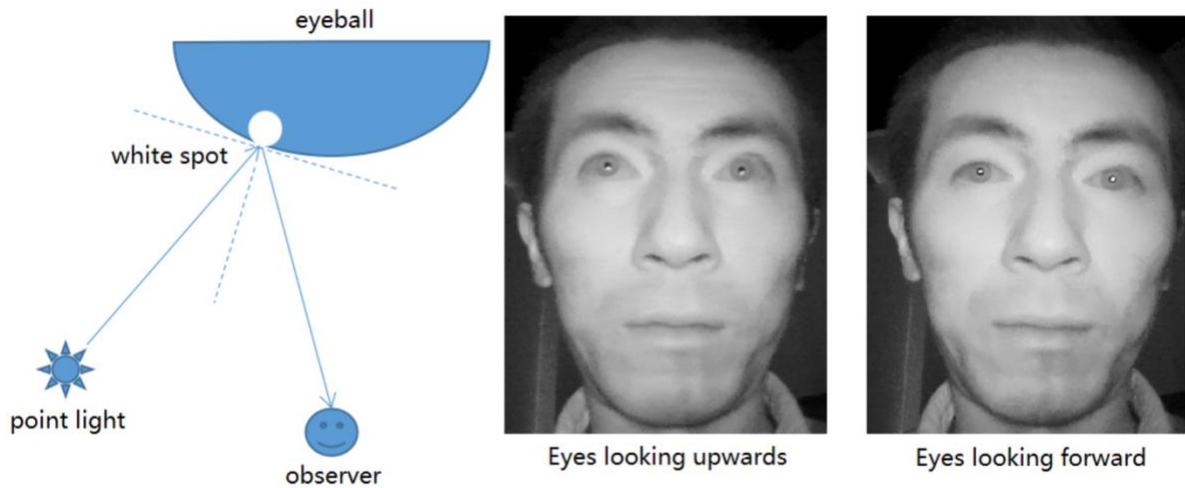 eyeball
white spot
point light
observer
Eyes looking upwards
Eyes looking forward